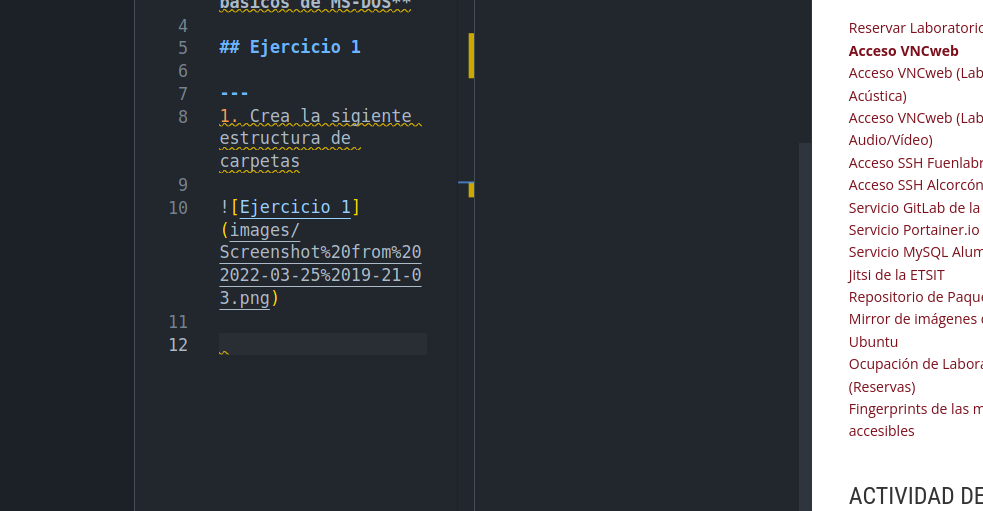 básicos de MS-DOS**
4
5 ## Ejercicio 1
6
7 ---
8 1. Crea la sigiente
estructura de
carpetas
9
10 ![Ejercicio 1]
(images/
Screenshot%20from%20
2022-03-25%2019-21-0
3.png)
11
12
Reservar Laboratorio
Acceso VNCweb
Acceso VNCweb (Lab
Acústica)
Acceso VNCweb (Lab
Audio/Vídeo)
Acceso SSH Fuenlabr
Acceso SSH Alcorcón
Servicio GitLab de la
Servicio Portainer.io
Servicio MySQL Alum
Jitsi de la ETSIT
Repositorio de Paque
Mirror de imágenes
Ubuntu
Ocupación de Labora
(Reservas)
Fingerprints de las m
accesibles
ACTIVIDAD DE